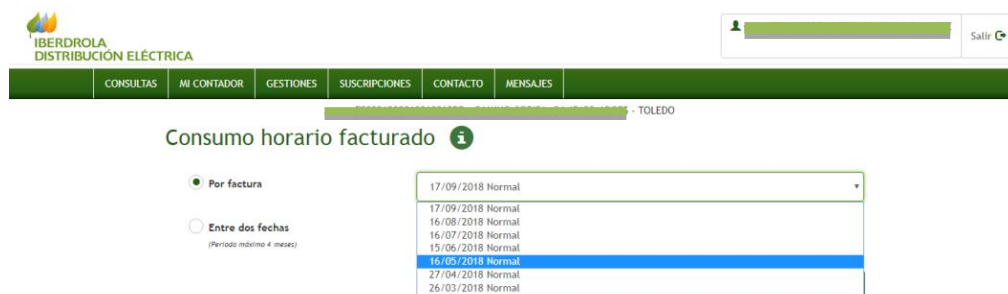 IBERDROLA
DISTRIBUCIÓN ELÉCTRICA
Salir
CONSULTAS MI CONTADOR GESTIONES SUSCRIPCIONES CONTACTO MENSAJES
- TOLEDO
Consumo horario facturado i
Por factura
17/09/2018 Normal
17/09/2018 Normal
16/08/2018 Normal
16/07/2018 Normal
15/06/2018 Normal
16/05/2018 Normal
27/04/2018 Normal
26/03/2018 Normal
Entre dos fechas
(Periodo máximo 4 meses)